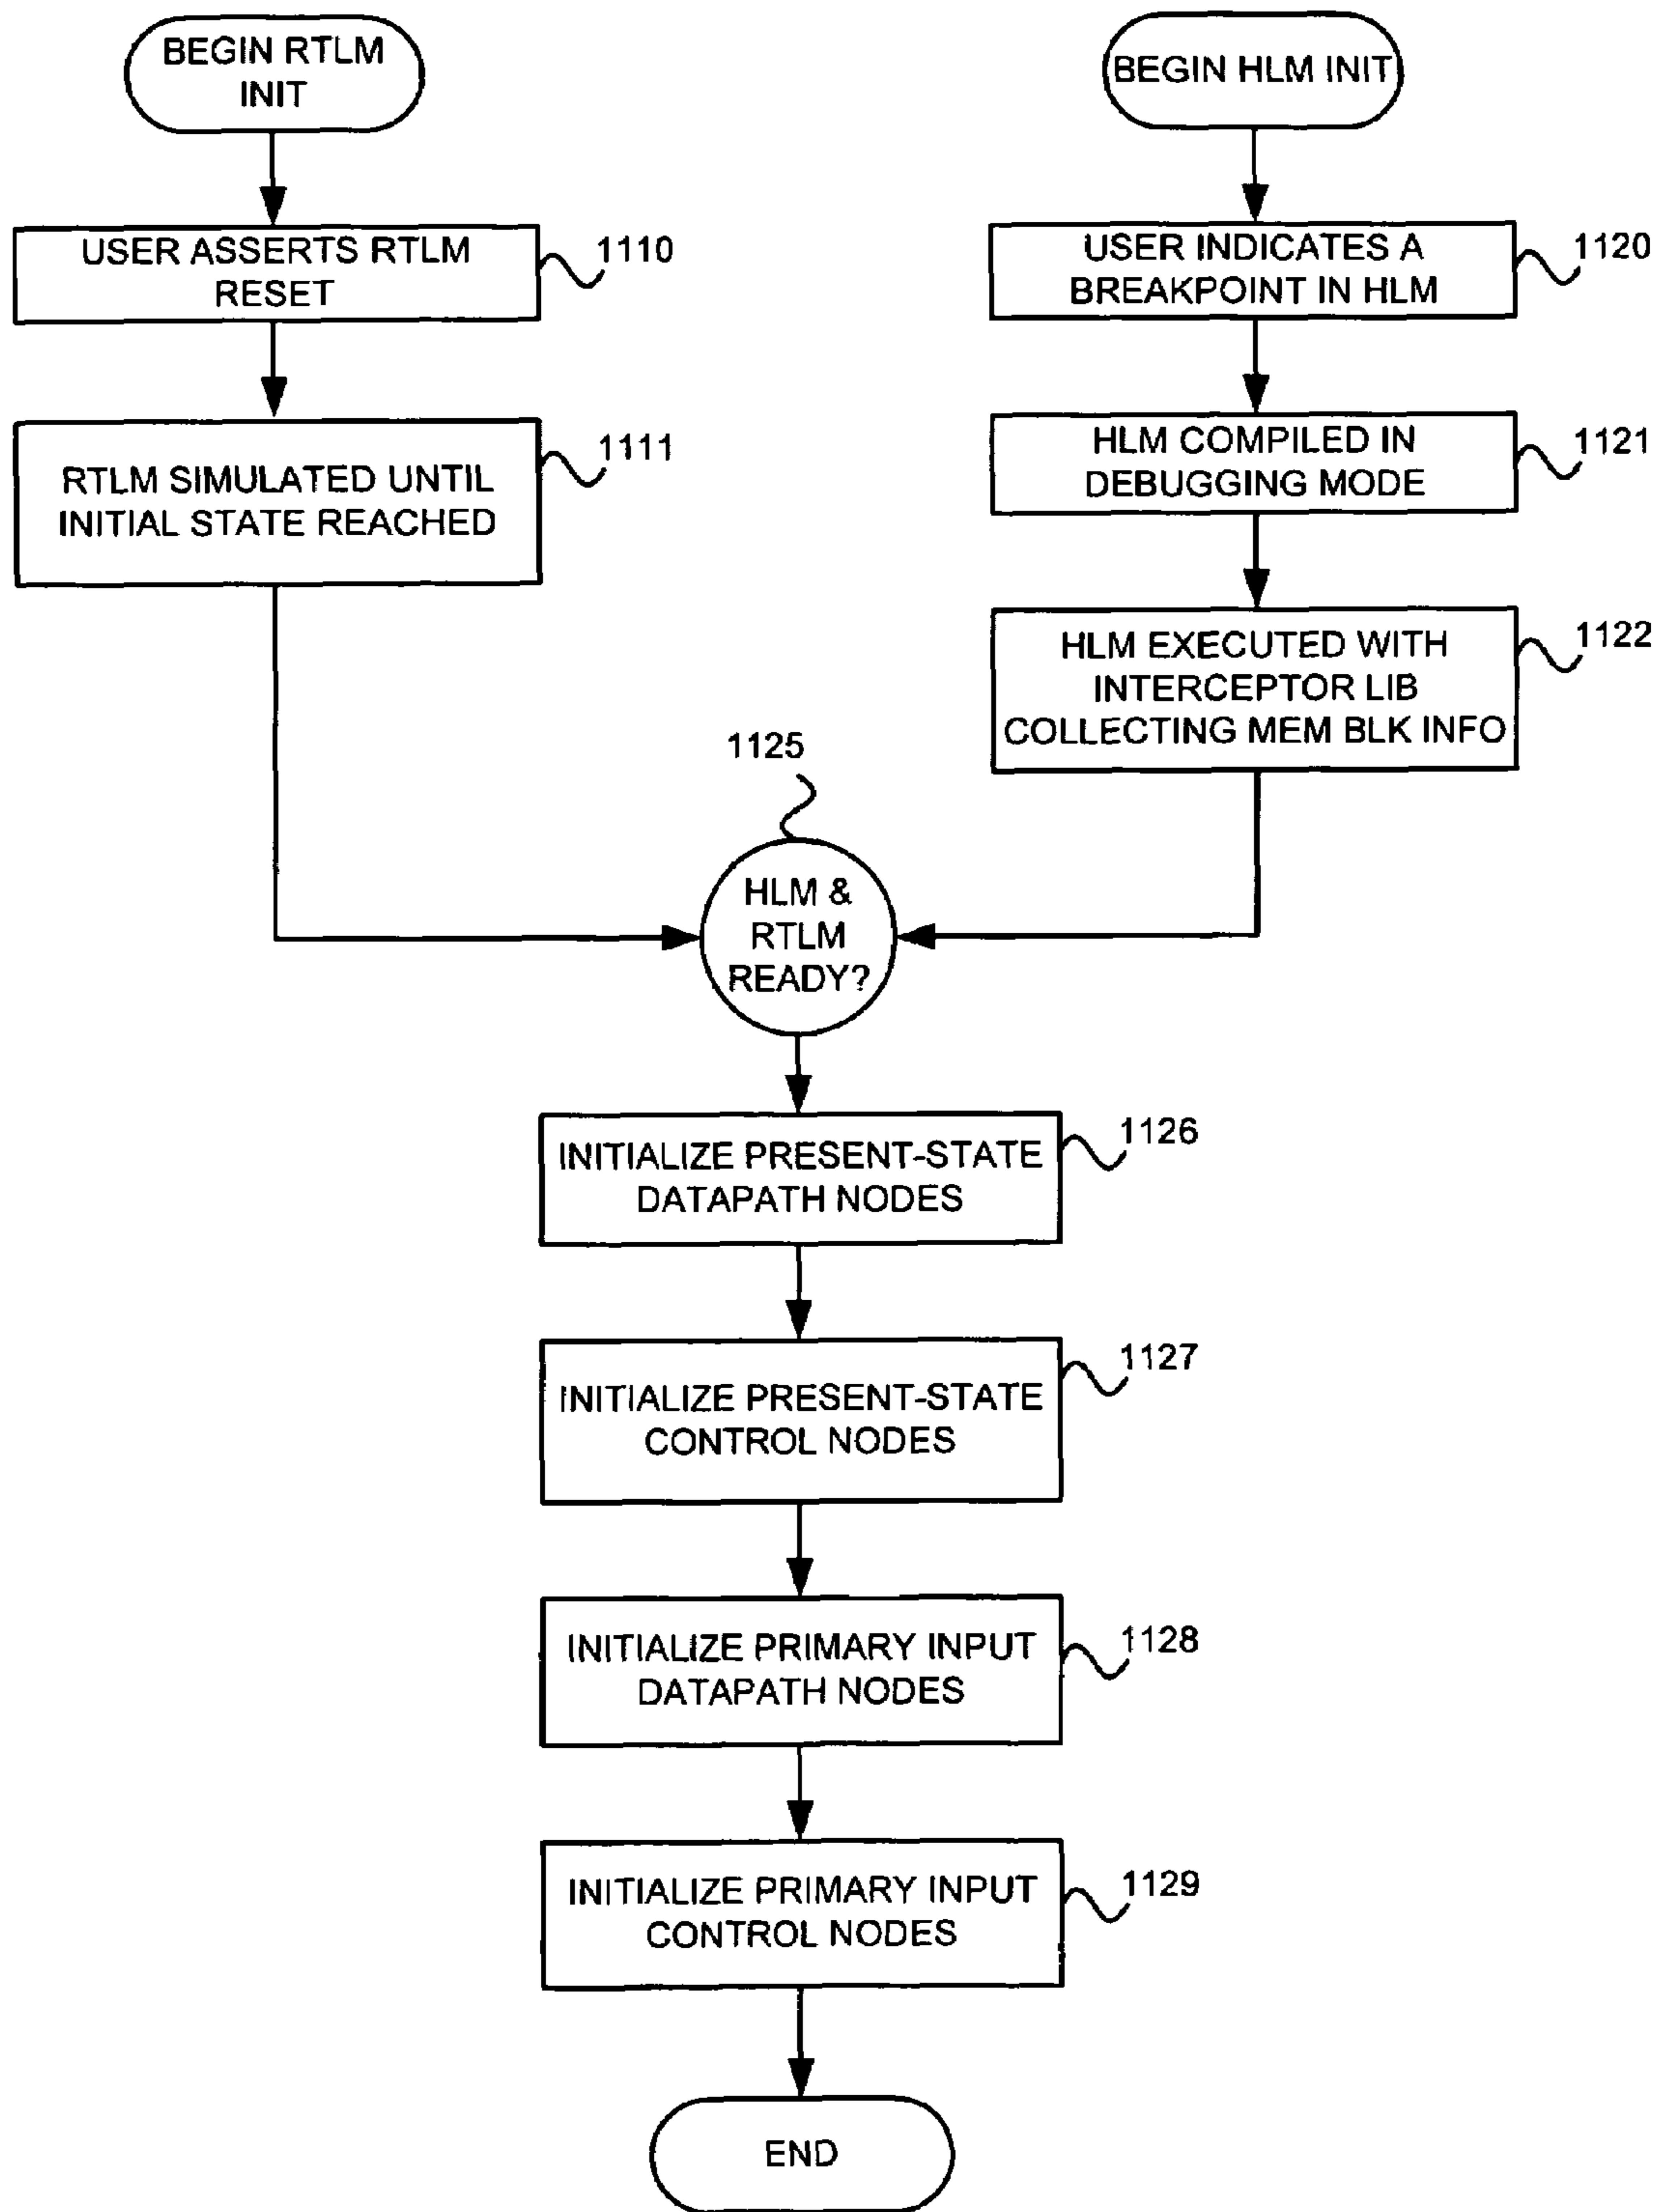 BEGIN RTLM
INIT
USER ASSERTS RTLM
RESET
1110
RTLM SIMULATED UNTIL
INITIAL STATE REACHED
1111
BEGIN HLM INIT
USER INDICATES A
BREAKPOINT IN HLM
1120
HLM COMPILED IN
DEBUGGING MODE
1121
HLM EXECUTED WITH
INTERCEPTOR LIB
COLLECTING MEM BLK INFO
1122
1125
HLM &
RTLM
READY?
INITIALIZE PRESENT-STATE
DATAPATH NODES
1126
INITIALIZE PRESENT-STATE
CONTROL NODES
1127
INITIALIZE PRIMARY INPUT
DATAPATH NODES
1128
INITIALIZE PRIMARY INPUT
CONTROL NODES
1129
END